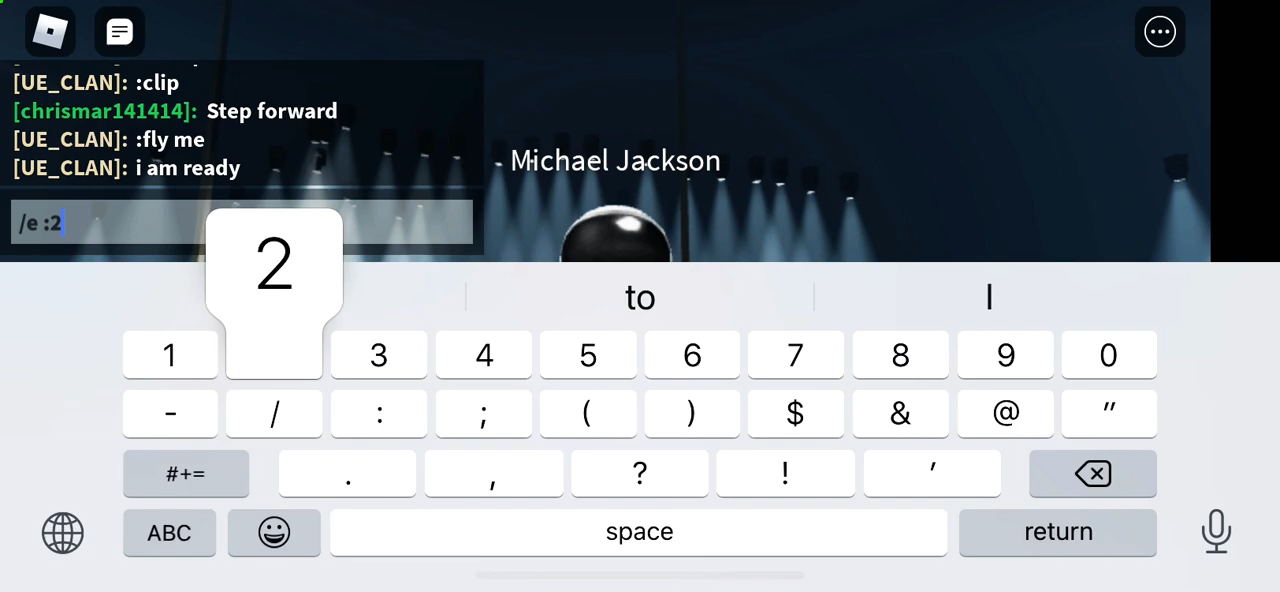 [UE_CLAN]: :clip
[chrismar141414]: Step forward
[UE_CLAN]: :fly me
[UE_CLAN]: i am ready
Michael Jackson
/e :2
2
to
I
1
3
4
5
6
7
8
9
0
-
/
:
;
(
)
$
&
@
"
#+=
.
,
?
!
'
ABC
space
return